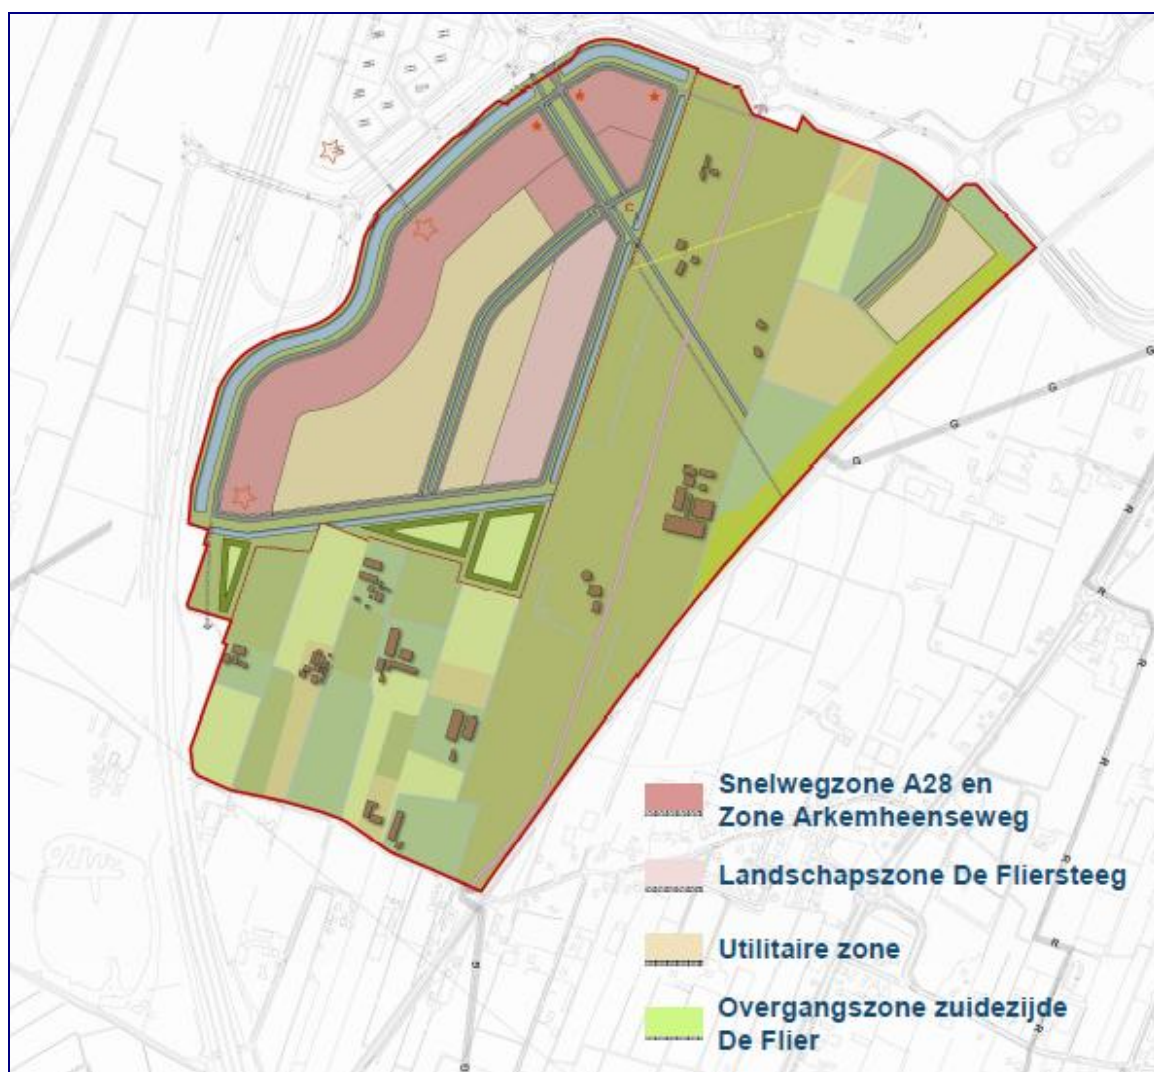 C
G
G
G
G
R
R
R
R
R
R
R
G
G
Snelwegzone A28 en
Zone Arkemheenseweg
Landschapszone De Fliersteeg
Utilitaire zone
Overgangszone zuidezijde
De Flier